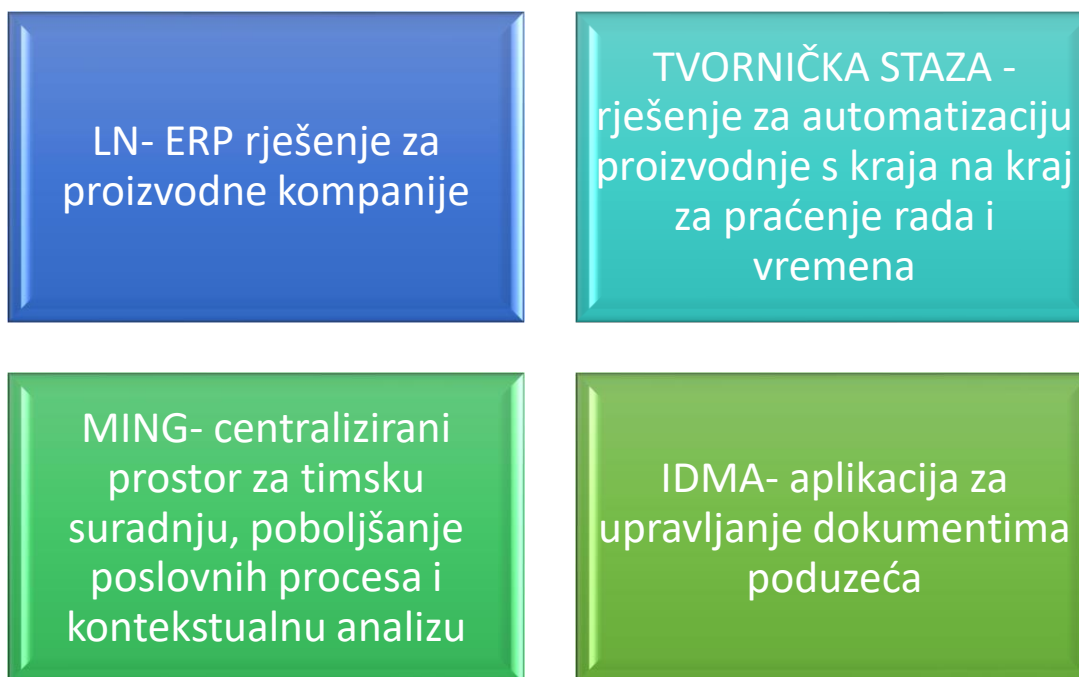 LN- ERP rješenje za
proizvodne kompanije
TVORNIČKA STAZA -
rješenje za automatizaciju
proizvodnje s kraja na kraj
za praćenje rada i
vremena
MING- centralizirani
prostor za timsku
suradnju, poboljšanje
poslovnih procesa i
kontekstualnu analizu
IDMA- aplikacija za
upravljanje dokumentima
poduzeća